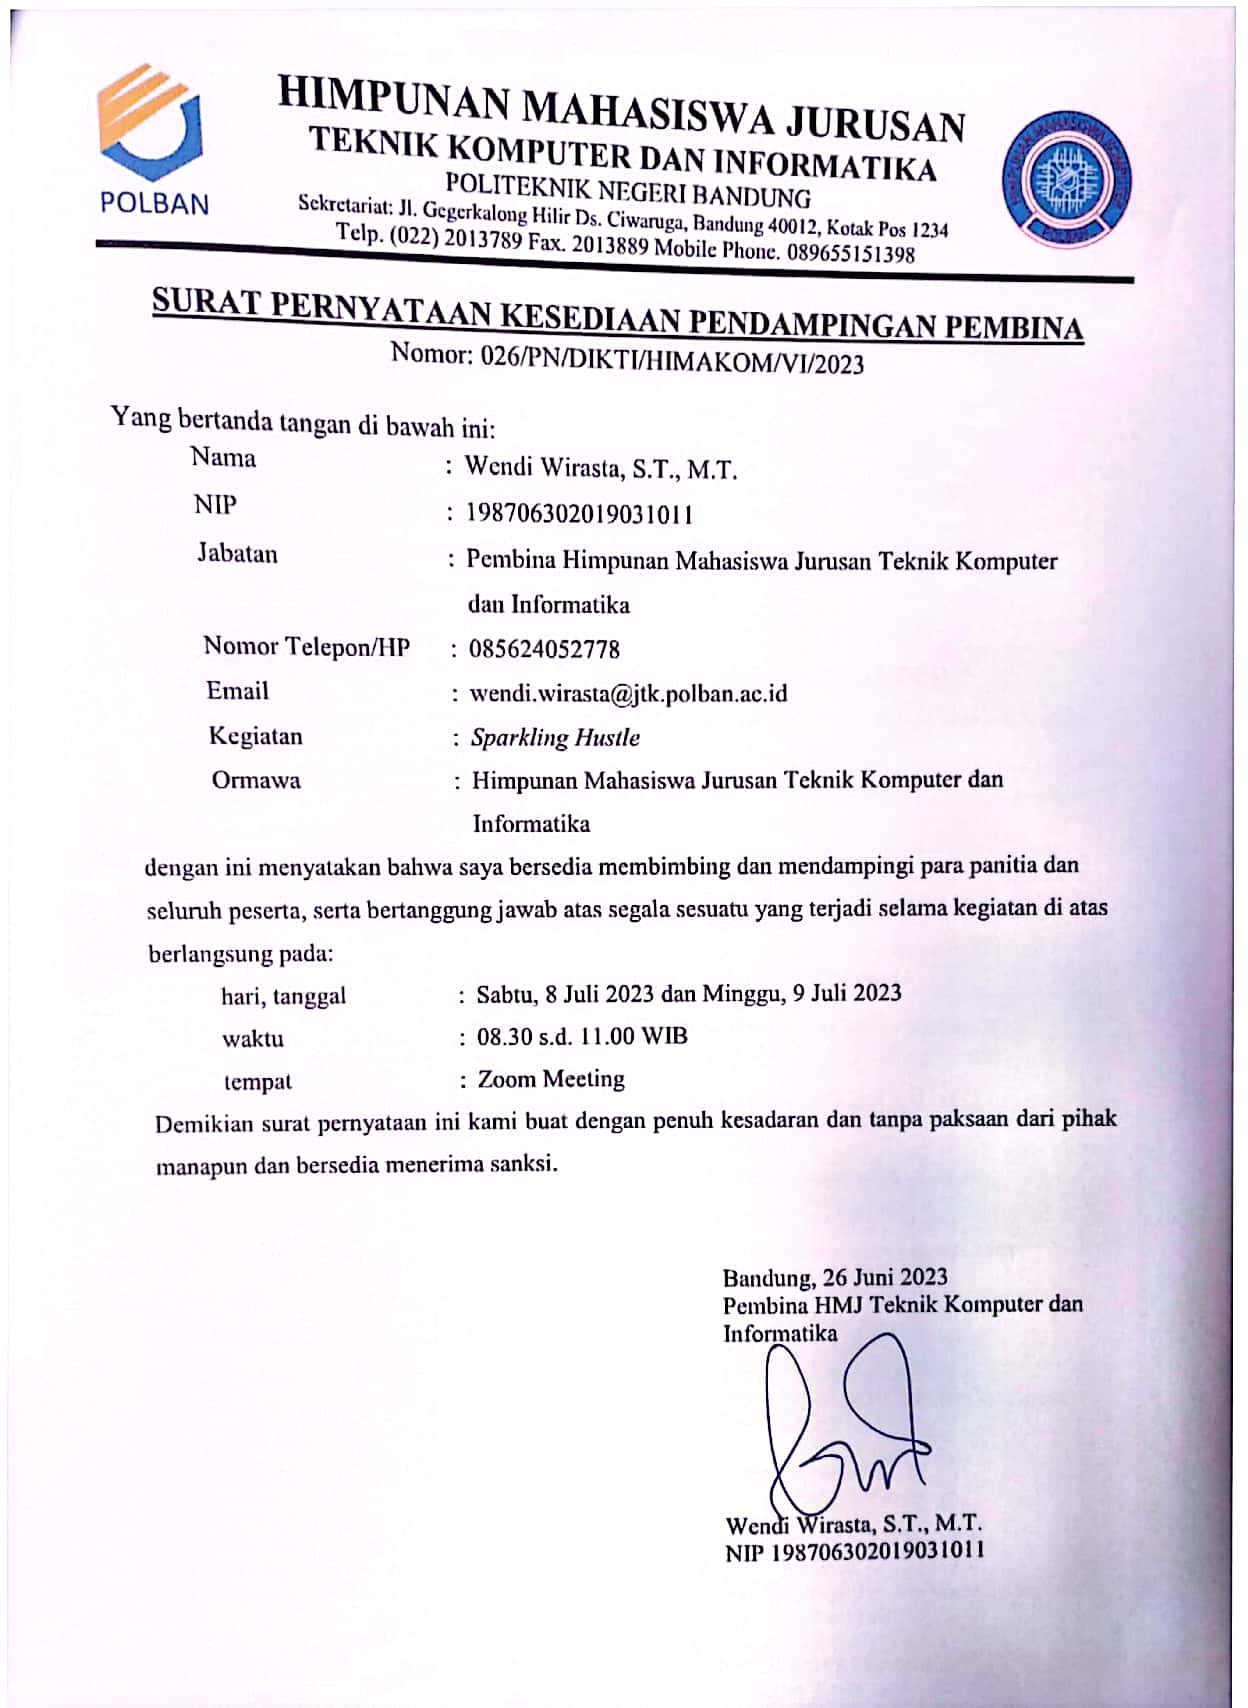 POLBAN
HIMPUNAN MAHASISWA JURUSAN
TEKNIK KOMPUTER DAN INFORMATIKA
POLITEKNIK NEGERI BANDUNG
Sekretariat: Jl. Gegerkalong Hilir Ds. Ciwaruga, Bandung 40012, Kotak Pos 1234
Telp. (022) 2013789 Fax. 2013889 Mobile Phone. 089655151398
SURAT PERNYATAAN KESEDIAAN PENDAMPINGAN PEMBINA
Nomor: 026/PN/DIKTI/HIMAKOM/VI/2023
Yang bertanda tangan di bawah ini:
Nama : Wendi Wirasta, S.T., M.T.
NIP : 198706302019031011
Jabatan : Pembina Himpunan Mahasiswa Jurusan Teknik Komputer
dan Informatika
Nomor Telepon/HP : 085624052778
Email : wendi.wirasta@jtk.polban.ac.id
Kegiatan : Sparkling Hustle
Ormawa : Himpunan Mahasiswa Jurusan Teknik Komputer dan
Informatika
dengan ini menyatakan bahwa saya bersedia membimbing dan mendampingi para panitia dan
seluruh peserta, serta bertanggung jawab atas segala sesuatu yang terjadi selama kegiatan di atas
berlangsung pada:
hari, tanggal : Sabtu, 8 Juli 2023 dan Minggu, 9 Juli 2023
waktu : 08.30 s.d. 11.00 WIB
tempat : Zoom Meeting
Demikian surat pernyataan ini kami buat dengan penuh kesadaran dan tanpa paksaan dari pihak
manapun dan bersedia menerima sanksi.
Bandung, 26 Juni 2023
Pembina HMJ Teknik Komputer dan
Informatika
Wendi Wirasta, S.T., M.T.
NIP 198706302019031011